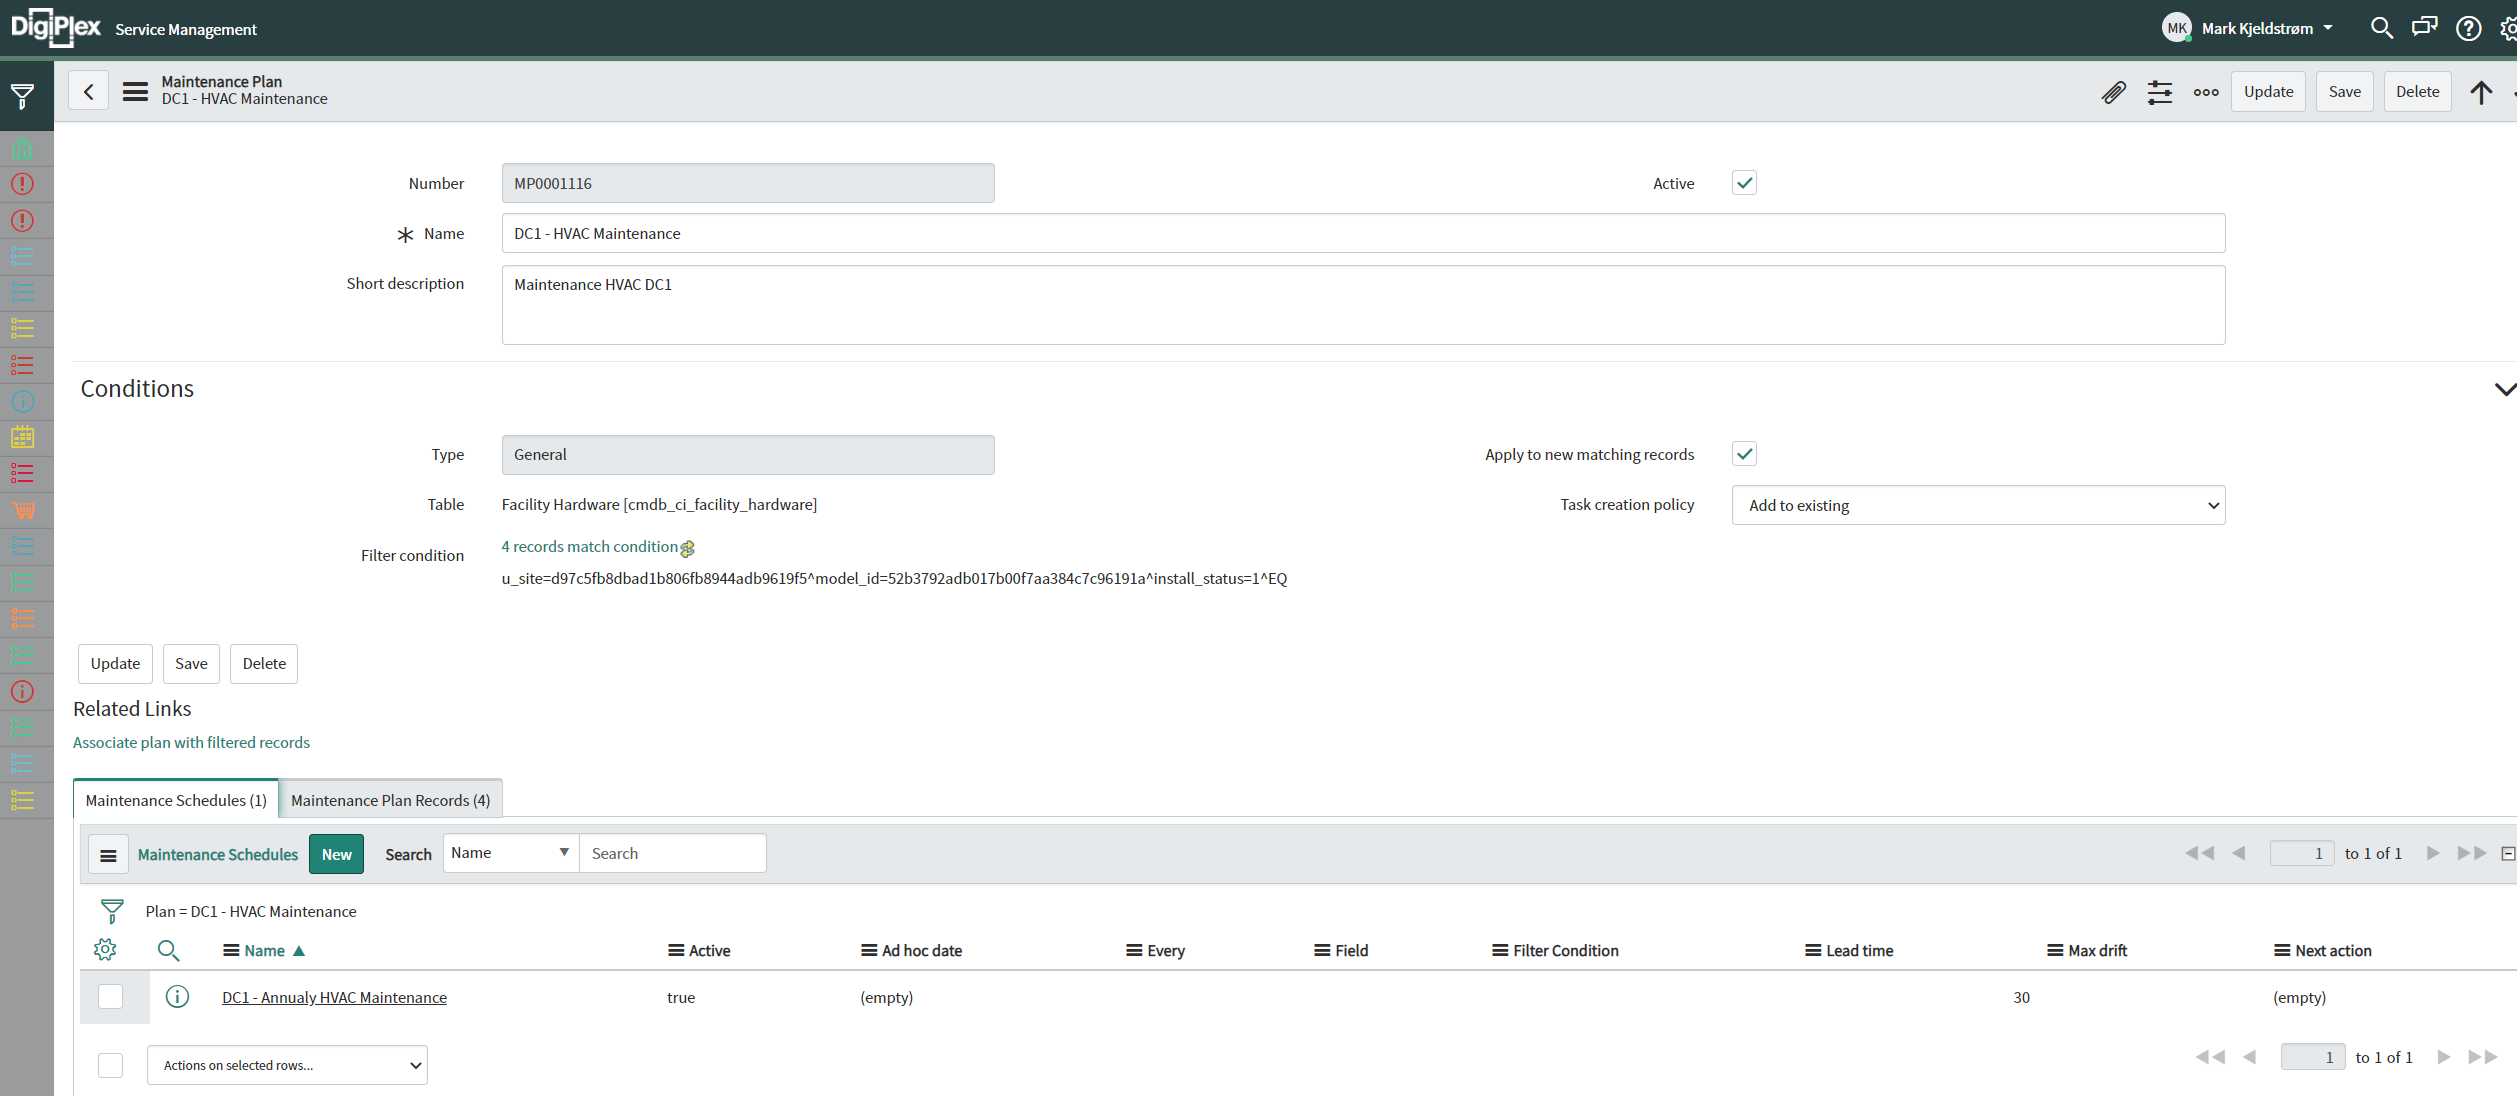 DigiPlex Service Management
MK Mark Kjeldstrøm
Maintenance Plan
DC1 - HVAC Maintenance
Update Save Delete
Number MP0001116 Active
Name DC1 - HVAC Maintenance
Short description Maintenance HVAC DC1
Conditions
Type General Apply to new matching records
Table Facility Hardware [cmdb_ci_facility_hardware] Task creation policy Add to existing
Filter condition 4 records match condition
u_site=d97c5fb8dbad1b806fb8944adb9619f5^model_id=52b3792adb017b00f7aa384c7c96191a^install_status=1^EQ
Update Save Delete
Related Links
Associate plan with filtered records
Maintenance Schedules (1) Maintenance Plan Records (4)
Maintenance Schedules New Search Name Search 1 to 1 of 1
Plan = DC1 - HVAC Maintenance
Name Active Ad hoc date Every Field Filter Condition Lead time Max drift Next action
DC1 - Annualy HVAC Maintenance true (empty) 30 (empty)
Actions on selected rows... 1 to 1 of 1